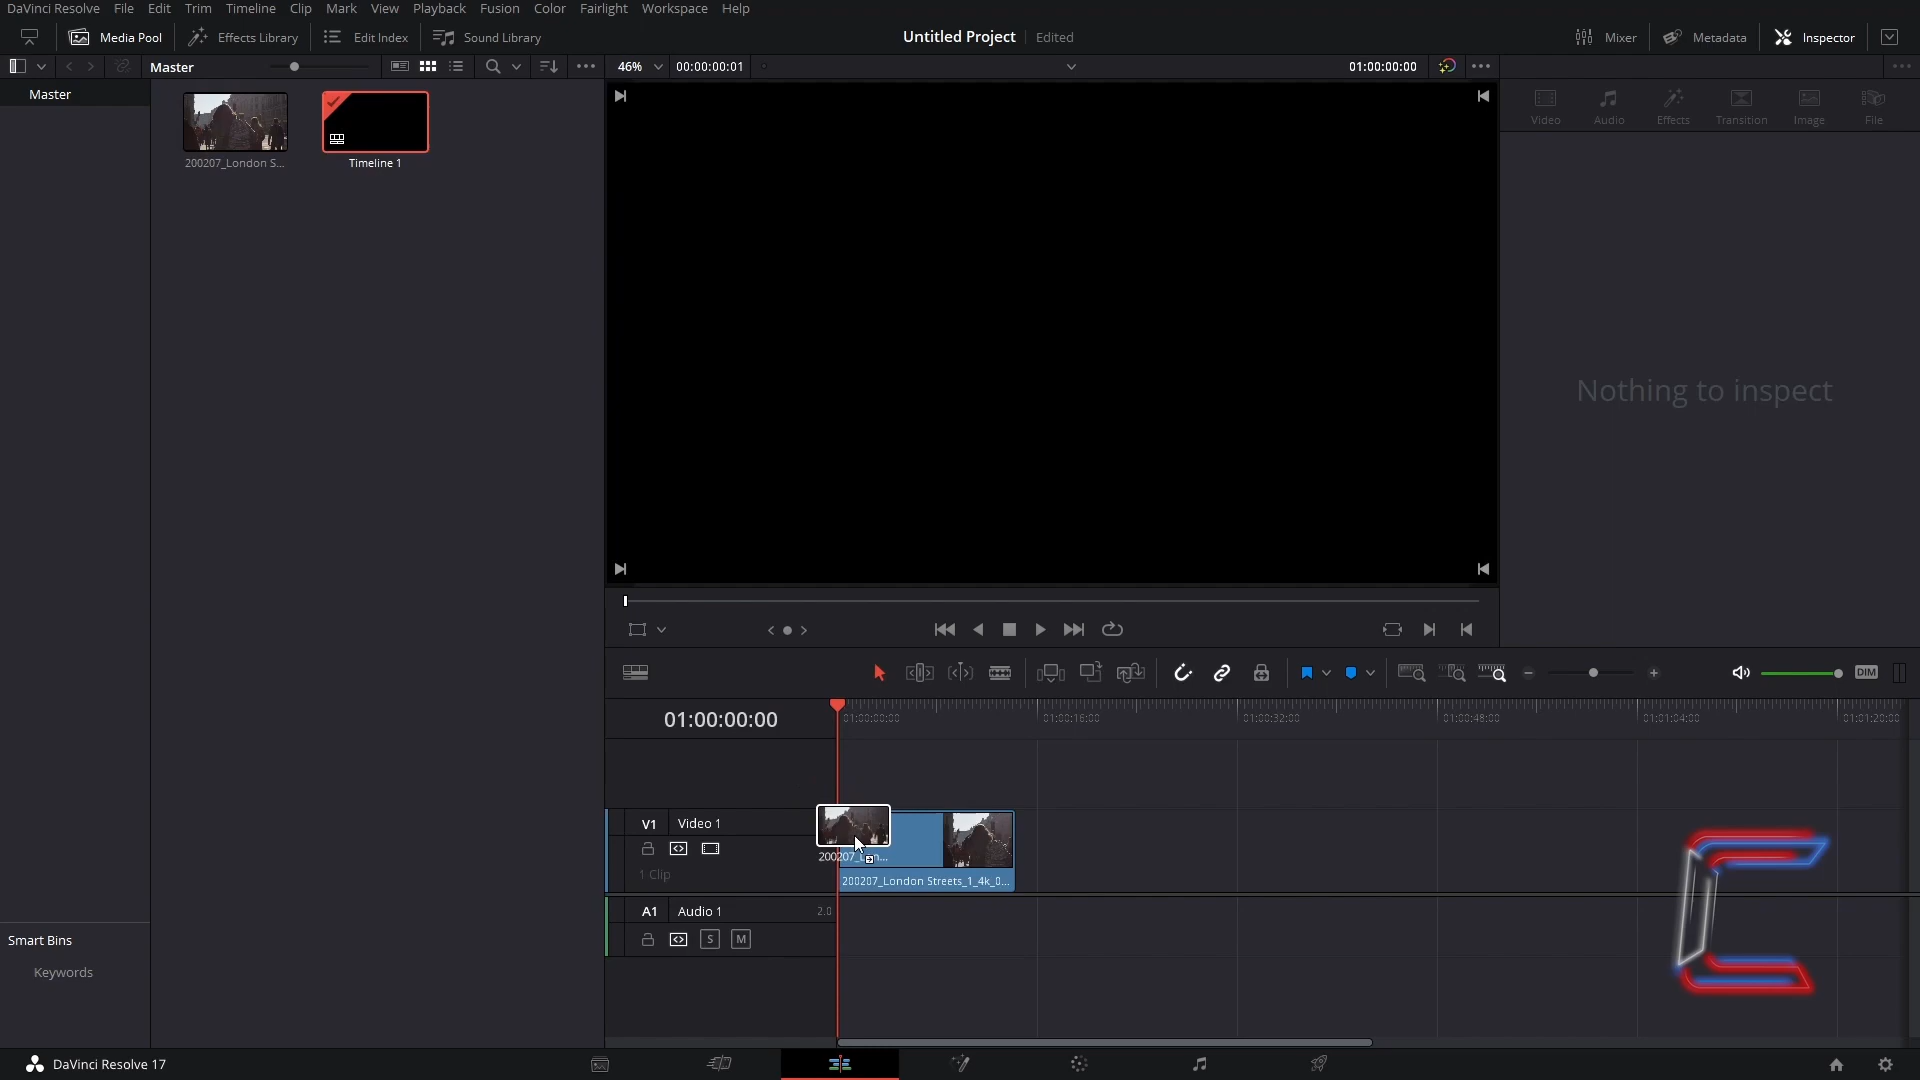 DaVinci Resolve File Edit Trim Timeline Clip Mark View Playback Fusion Color Fairlight Workspace Help
Media Pool Effects Library Edit Index Sound Library Untitled Project Edited Mixer Metadata Inspector
Master 46% 00:00:00:01 01:00:00:00
Master
Video Audio Effects Transition Image File
200207_London S... Timeline 1
Nothing to inspect
DIM
01:00:00:00 01:00:00:00 01:00:16:00 01:00:32:00 01:00:48:00 01:01:04:00 01:01:20:00
V1 Video 1
1 Clip
200207_Lon...
200207_London Streets_1_4k_0...
A1 Audio 1 2.0
S M
Smart Bins
Keywords
DaVinci Resolve 17